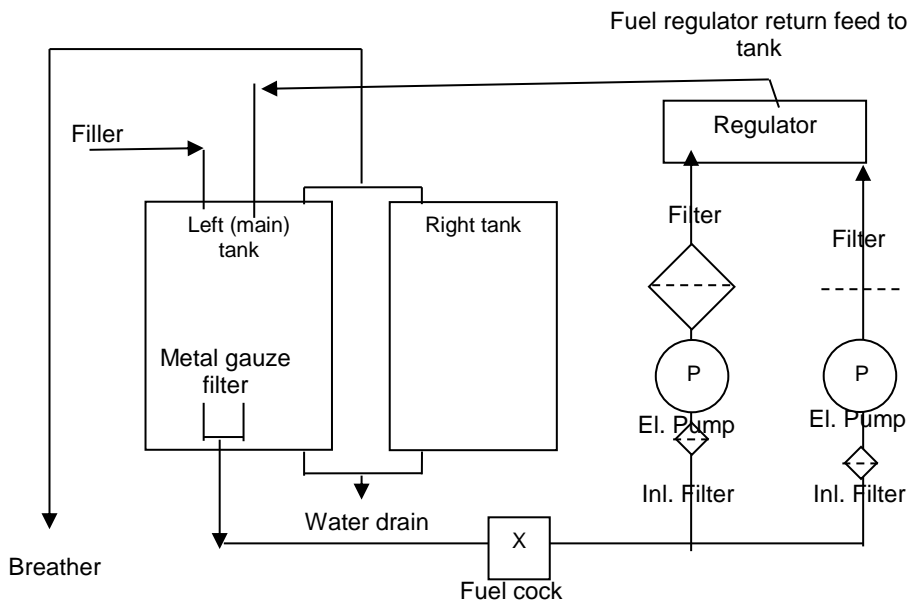 Fuel regulator return feed to
tank
Filler
Regulator
Left (main)
tank
Right tank
Filter
Filter
Metal gauze
filter
P
P
El. Pump
El. Pump
Inl. Filter
Inl. Filter
Water drain
X
Breather
Fuel cock